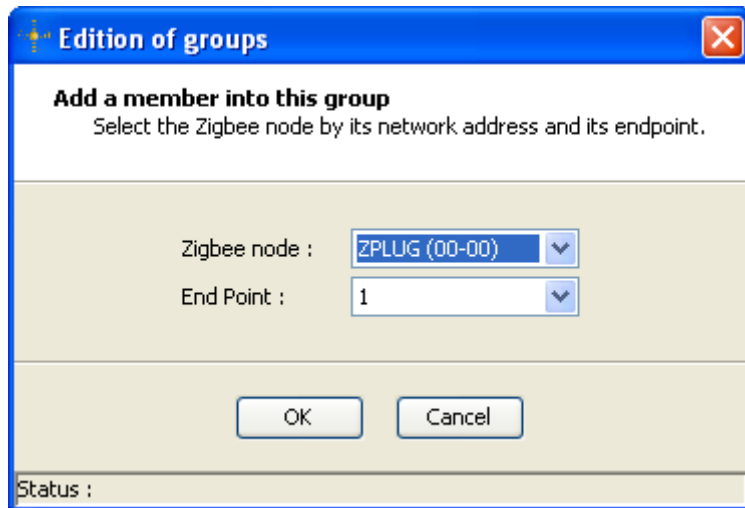 Edition of groups
Add a member into this group
Select the Zigbee node by its network address and its endpoint.
Zigbee node : ZPLUG (00-00)
End Point : 1
OK Cancel
Status :